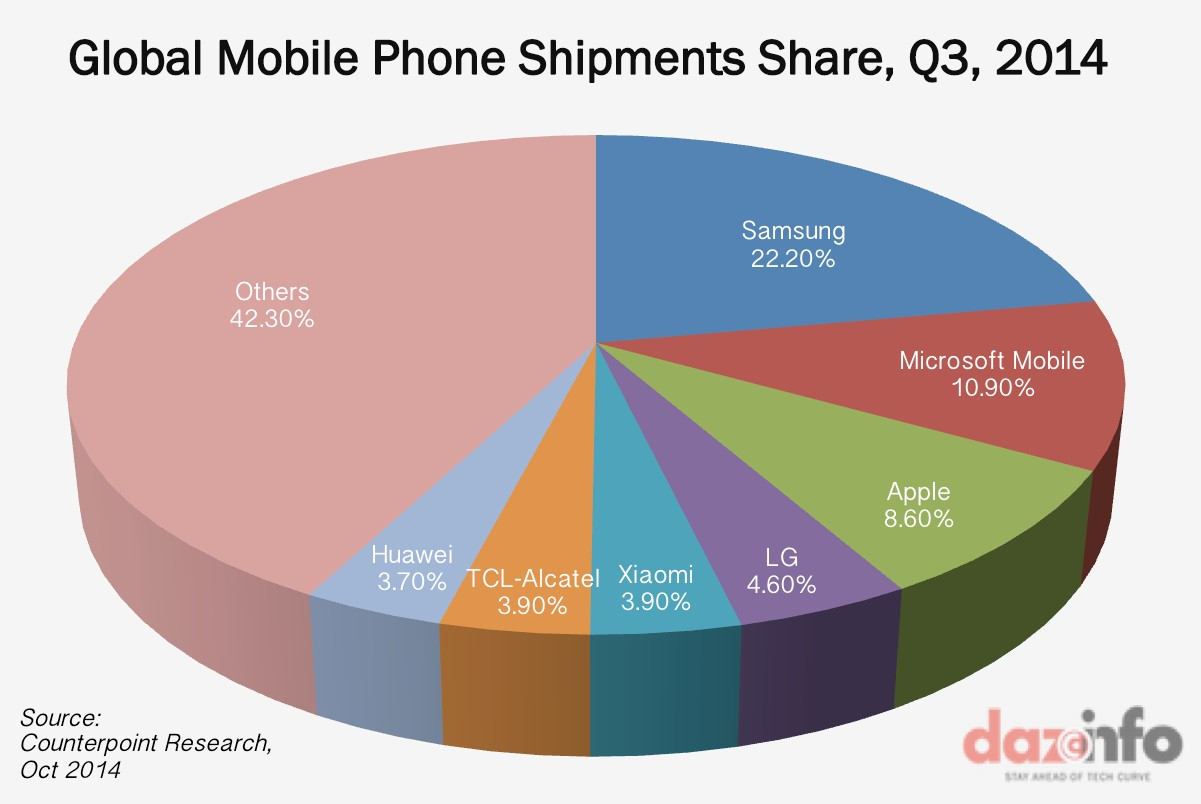 Global Mobile Phone Shipments Share, Q3, 2014
Samsung
22.20%
Others
42.30%
Microsoft Mobile
10.90%
Apple
8.60%
Huawei
3.70%
TCL-Alcatel
3.90%
Xiaomi
3.90%
LG
4.60%
Source:
Counterpoint Research,
Oct 2014
dazeinfo
STAY AHEAD OF TECH CURVE